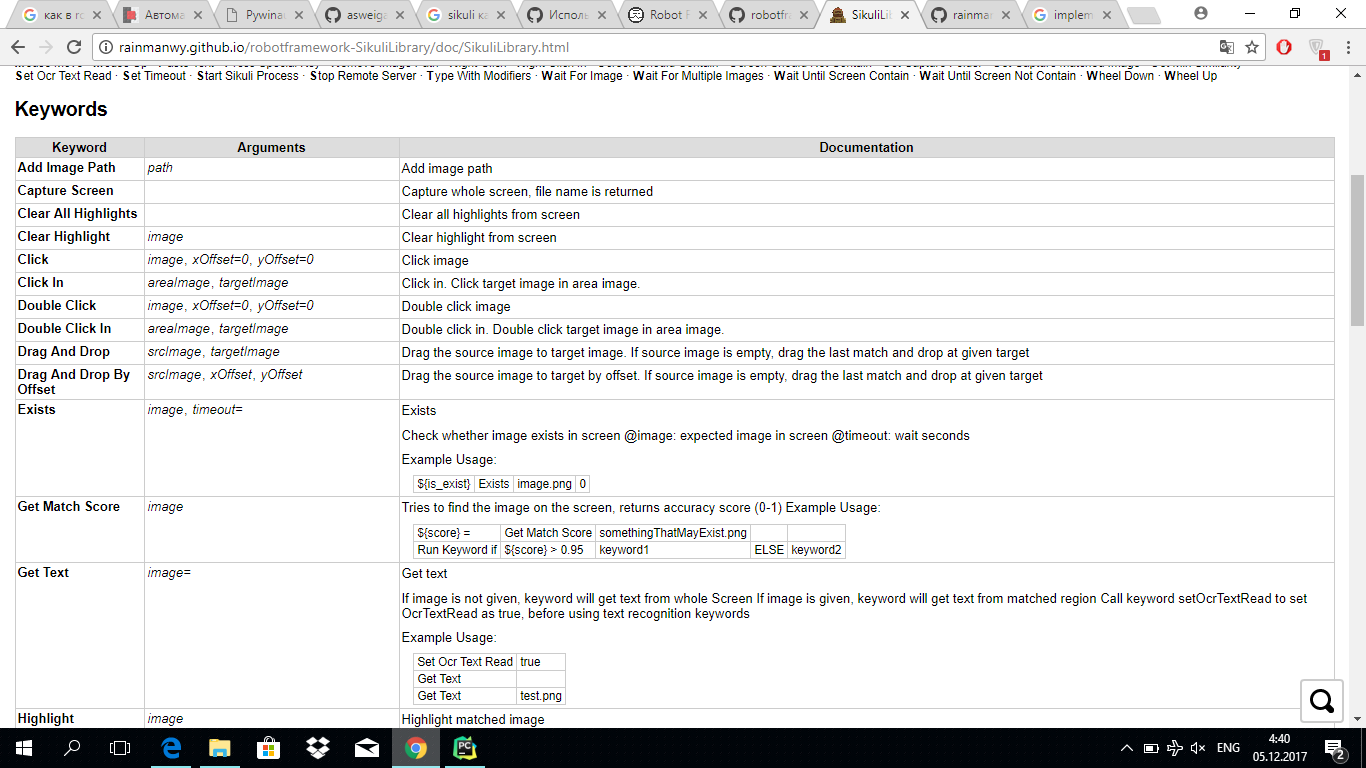 как в ro
Автома
Pywinau
asweiga
sikuli ка
Исполь
Robot F
robotfra
SikuliLib
rainman
implem
rainmanwy.github.io/robotframework-SikuliLibrary/doc/SikuliLibrary.html
1
Set Ocr Text Read · Set Timeout · Start Sikuli Process · Stop Remote Server · Type With Modifiers · Wait For Image · Wait For Multiple Images · Wait Until Screen Contain · Wait Until Screen Not Contain · Wheel Down · Wheel Up
Keywords
Keyword Arguments Documentation
Add Image Path path Add image path
Capture Screen Capture whole screen, file name is returned
Clear All Highlights Clear all highlights from screen
Clear Highlight image Clear highlight from screen
Click image, xOffset=0, yOffset=0 Click image
Click In areaImage, targetImage Click in. Click target image in area image.
Double Click image, xOffset=0, yOffset=0 Double click image
Double Click In areaImage, targetImage Double click in. Double click target image in area image.
Drag And Drop srcImage, targetImage Drag the source image to target image. If source image is empty, drag the last match and drop at given target
Drag And Drop By srcImage, xOffset, yOffset Drag the source image to target by offset. If source image is empty, drag the last match and drop at given target
Offset
Exists image, timeout= Exists
Check whether image exists in screen @image: expected image in screen @timeout: wait seconds
Example Usage:
${is_exist} Exists image.png 0
Get Match Score image Tries to find the image on the screen, returns accuracy score (0-1) Example Usage:
${score} = Get Match Score somethingThatMayExist.png
Run Keyword if ${score} > 0.95 keyword1 ELSE keyword2
Get Text image= Get text
If image is not given, keyword will get text from whole Screen If image is given, keyword will get text from matched region Call keyword setOcrTextRead to set
OcrTextRead as true, before using text recognition keywords
Example Usage:
Set Ocr Text Read true
Get Text
Get Text test.png
Highlight image Highlight matched image
PC
ENG
4:40
05.12.2017
2